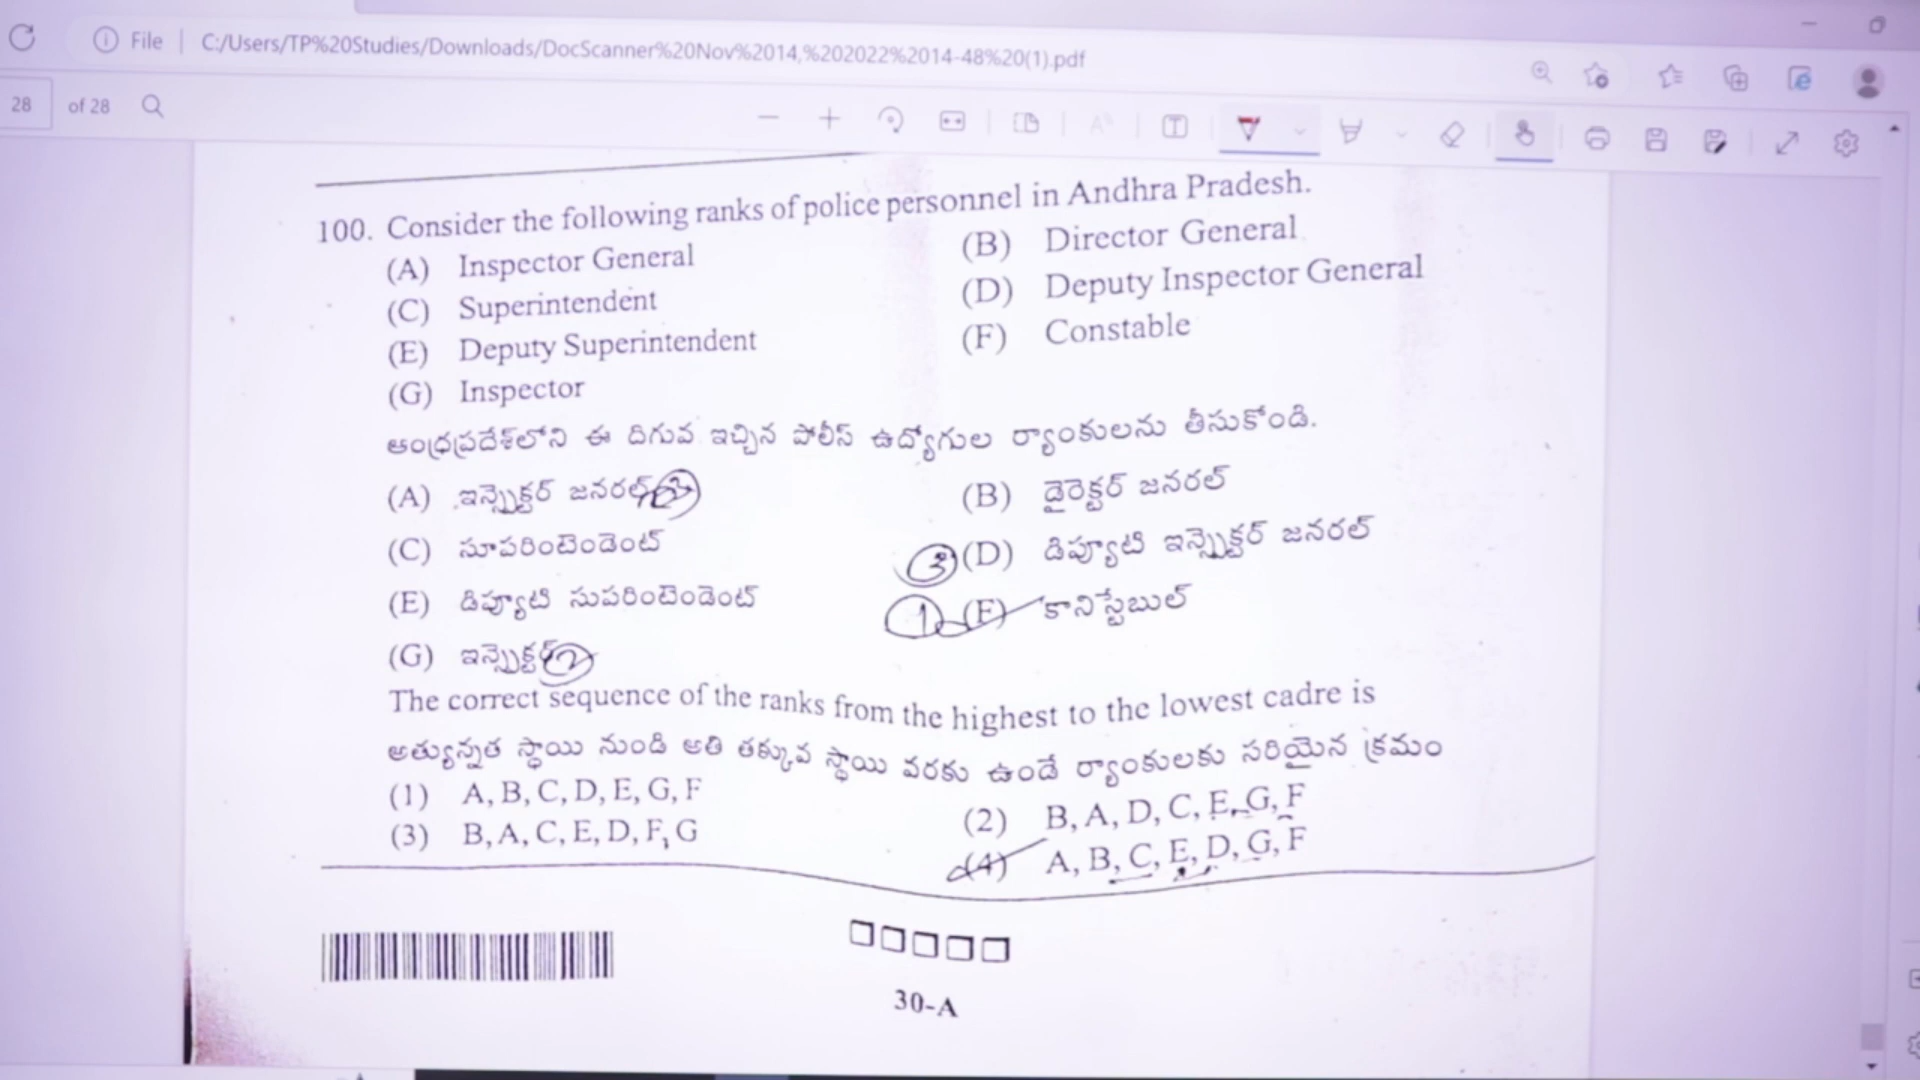 File | C:/Users/TP%20Studies/Downloads/DocScanner%20Nov%2014,%202022%2014-48%20(1).pdf
28 of 28
100. Consider the following ranks of police personnel in Andhra Pradesh.
(A) Inspector General (B) Director General
(C) Superintendent (D) Deputy Inspector General
(E) Deputy Superintendent (F) Constable
(G) Inspector
ఆంధ్రప్రదేశ్‌లోని ఈ దిగువ ఇచ్చిన పోలీస్ ఉద్యోగుల ర్యాంకులను తీసుకోండి.
(A) ఇన్స్పెక్టర్ జనరల్ (B) డైరెక్టర్ జనరల్
(C) సూపరింటెండెంట్ 3 (D) డిప్యూటి ఇన్స్పెక్టర్ జనరల్
(E) డిప్యూటి సుపరింటెండెంట్ 1 (F) కానిస్టేబుల్
(G) ఇన్స్పెక్టర్ 2
The correct sequence of the ranks from the highest to the lowest cadre is
అత్యున్నత స్థాయి నుండి అతి తక్కువ స్థాయి వరకు ఉండే ర్యాంకులకు సరియైన క్రమం
(1) A, B, C, D, E, G, F (2) B, A, D, C, E, G, F
(3) B, A, C, E, D, F, G (4) A, B, C, E, D, G, F
30-A